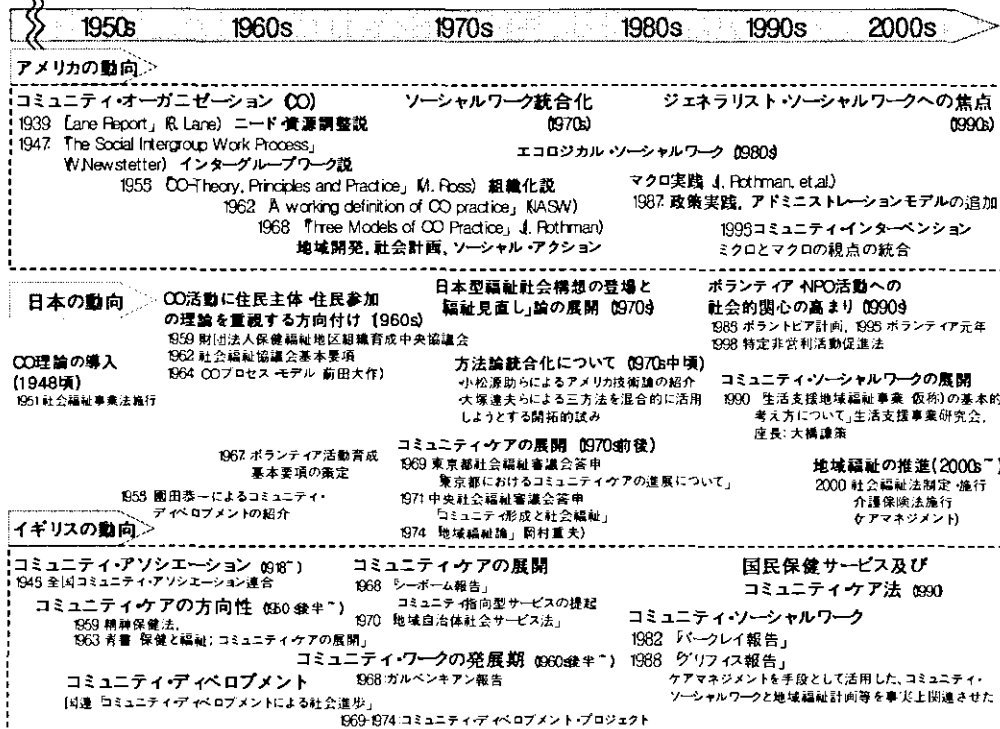 1950s 1960s 1970s 1980s 1990s 2000s
アメリカの動向
コミュニティ・オーガニゼーション (CO)
1939 「Lane Report」 (R. Lane) ニード・資源調整説
1947. 「The Social Intergroup Work Process」
(W.Newstetter) インターグループワーク説
1955 「CO-Theory, Principles and Practice」 (M. Ross) 組織化説
1962 「A working definition of CO practice」 (NASW)
1968 「Three Models of CO Practice」 (J. Rothman)
地域開発, 社会計画, ソーシャル・アクション
ソーシャルワーク統合化
(1970s)
エコロジカル・ソーシャルワーク (1980s)
ジェネラリスト・ソーシャルワークへの焦点
(1990s)
マクロ実践 (J. Rothman, et,al.)
1987. 政策実践, アドミニストレーションモデルの追加
1995 コミュニティ・インターベンション
ミクロとマクロの視点の統合
日本の動向
CO理論の導入
(1948頃)
1951 社会福祉事業法施行
CO活動に住民主体・住民参加
の理論を重視する方向付け (1960s)
1959 財団法人保健福祉地区組織育成中央協議会
1962 社会福祉協議会基本要項
1964 COプロセス・モデル 前田大作)
1967. ボランティア活動育成
基本要項の策定
1958 園田恭一によるコミュニティ・
ディベロプメントの紹介
日本型福祉社会構想の登場と
「福祉見直し」論の展開 (1970s)
方法論統合化について (1970s中頃)
・小松源助らによるアメリカ技術論の紹介
・大塚達夫らによる三方法を混合的に活用
しようとする開拓的試み
コミュニティ・ケアの展開 (1970s前後)
1969 東京都社会福祉審議会答申
「東京都におけるコミュニティ・ケアの進展について」
1971 中央社会福祉審議会答申
「コミュニティ形成と社会福祉」
1974 「地域福祉論」 岡村重夫)
ボランティア・NPO活動への
社会的関心の高まり (1990s)
1985 ボラントピア計画, 1995 ボランティア元年
1998 特定非営利活動促進法
コミュニティ・ソーシャルワークの展開
1990 「生活支援地域福祉事業 (仮称)の基本的
考え方について」生活支援事業研究会,
座長: 大橋謙策
地域福祉の推進(2000s~)
2000 社会福祉法制定・施行
介護保険法施行
(ケアマネジメント)
イギリスの動向
コミュニティ・アソシエーション (1918~)
1945 全国コミュニティ・アソシエーション連合
コミュニティ・ケアの方向性 (1950後半~)
1959 精神保健法,
1963 青書「保健と福祉; コミュニティ・ケアの展開」
コミュニティ・ディベロプメント
国連 「コミュニティ・ディベロプメントによる社会進歩」
コミュニティ・ケアの展開
1968 「シーボーム報告」
コミュニティ指向型サービスの提起
1970 「地域自治体社会サービス法」
コミュニティ・ワークの発展期 (1960s後半~)
1968: ガルベンキアン報告
1969-1974: コミュニティ・ディベロプメント・プロジェクト
国民保健サービス及び
コミュニティ・ケア法 (1990)
コミュニティ・ソーシャルワーク
1982 「バークレイ報告」
1988 「グリフィス報告」
ケアマネジメントを手段として活用した, コミュニティ・
ソーシャルワークと地域福祉計画等を事実上関連させた